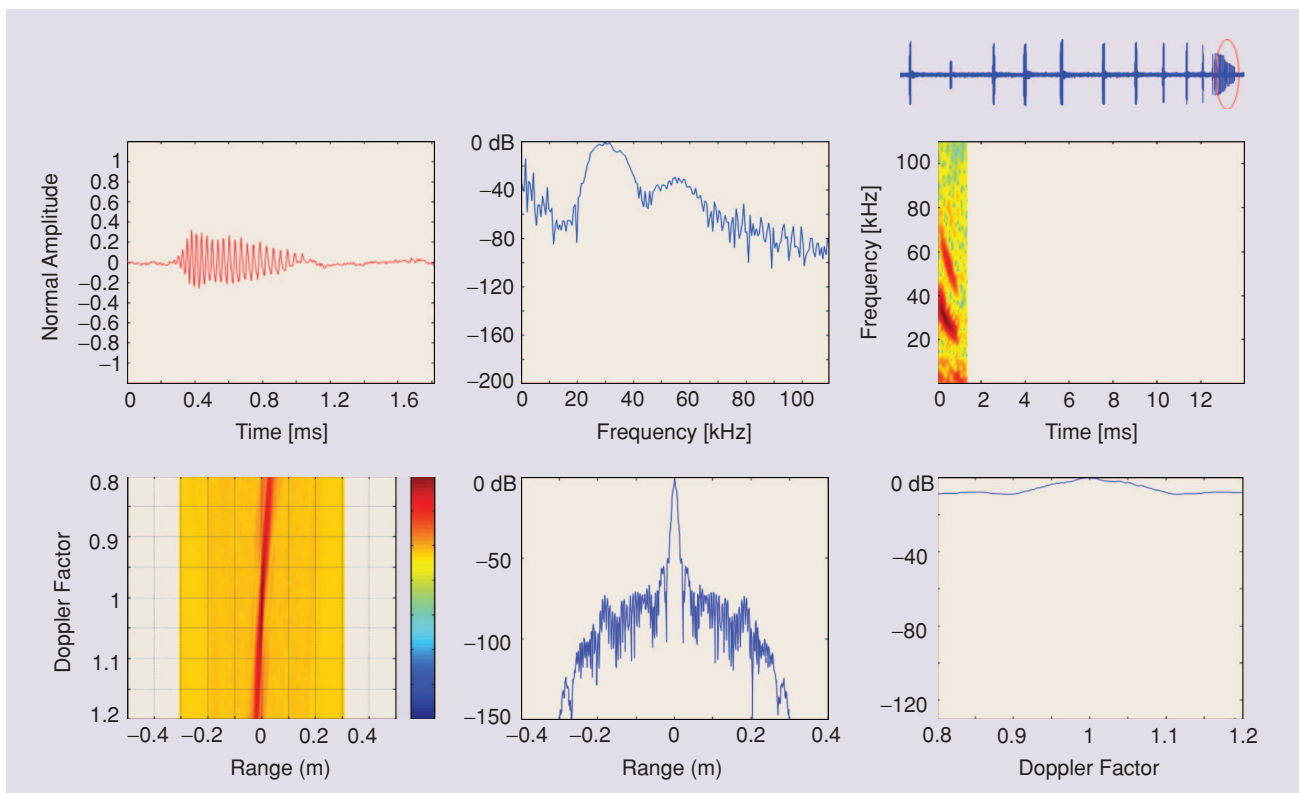 1
0.8
0.6
0.4
0.2
0
−0.2
−0.4
−0.6
−0.8
−1
Normal Amplitude
0 0.4 0.8 1.2 1.6
Time [ms]
0 dB
−40
−80
−120
−160
−200
0 20 40 60 80 100
Frequency [kHz]
100
80
60
40
20
Frequency [kHz]
0 2 4 6 8 10 12
Time [ms]
0.8
0.9
1
1.1
1.2
Doppler Factor
−0.4 −0.2 0 0.2 0.4
Range (m)
0 dB
−50
−100
−150
−0.4 −0.2 0 0.2 0.4
Range (m)
0 dB
−40
−80
−120
0.8 0.9 1 1.1 1.2
Doppler Factor